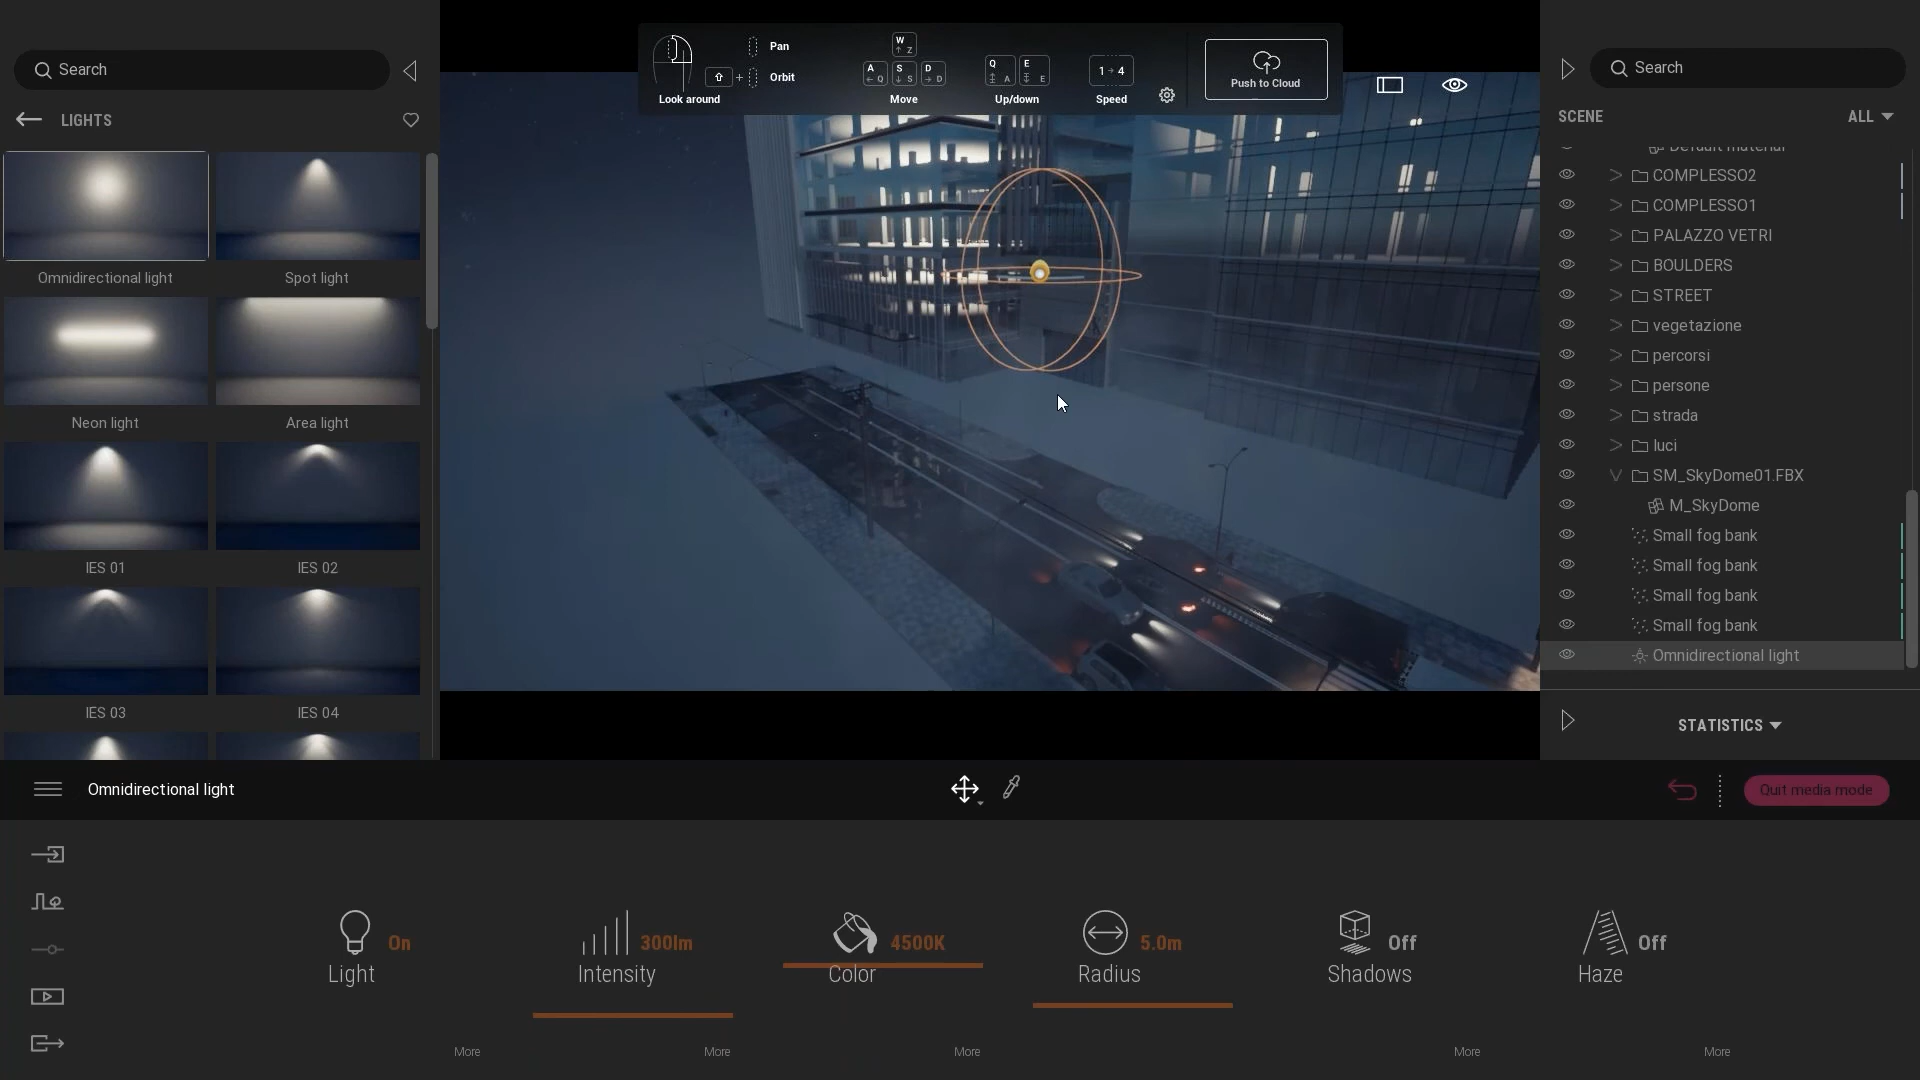 Search
LIGHTS
Omnidirectional light
Spot light
Neon light
Area light
IES 01
IES 02
IES 03
IES 04
Look around
Pan
Orbit
W
Z
A
Q
S
S
D
D
Move
Q
A
E
E
Up/down
1 → 4
Speed
Push to Cloud
Search
SCENE
ALL
Default material
COMPLESSO2
COMPLESSO1
PALAZZO VETRI
BOULDERS
STREET
vegetazione
percorsi
persone
strada
luci
SM_SkyDome01.FBX
M_SkyDome
Small fog bank
Small fog bank
Small fog bank
Small fog bank
Omnidirectional light
STATISTICS
Omnidirectional light
Quit media mode
On
Light
More
300lm
Intensity
More
4500K
Color
More
5.0m
Radius
Off
Shadows
More
Off
Haze
More